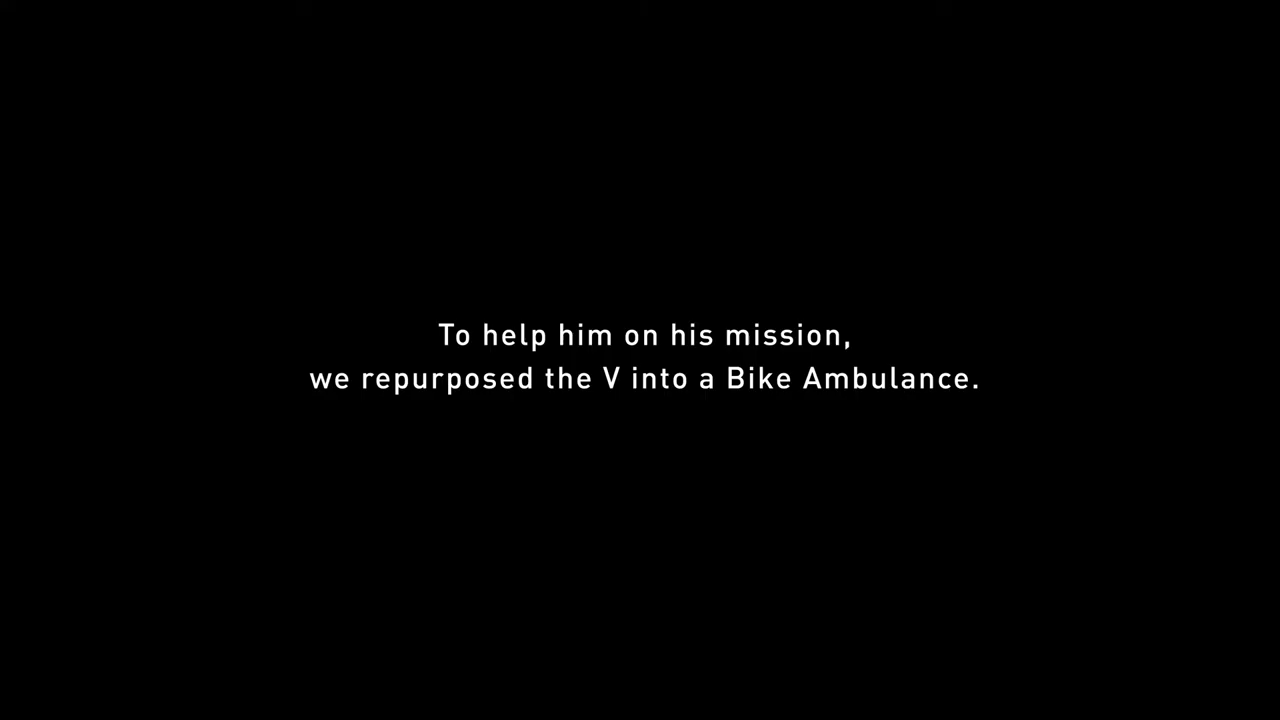 To help him on his mission,
we repurposed the V into a Bike Ambulance.